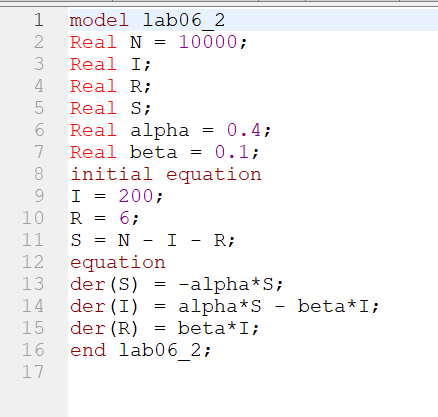 1 model lab06_2
2 Real N = 10000;
3 Real I;
4 Real R;
5 Real S;
6 Real alpha = 0.4;
7 Real beta = 0.1;
8 initial equation
9 I = 200;
10 R = 6;
11 S = N - I - R;
12 equation
13 der(S) = -alpha*S;
14 der(I) = alpha*S - beta*I;
15 der(R) = beta*I;
16 end lab06_2;
17